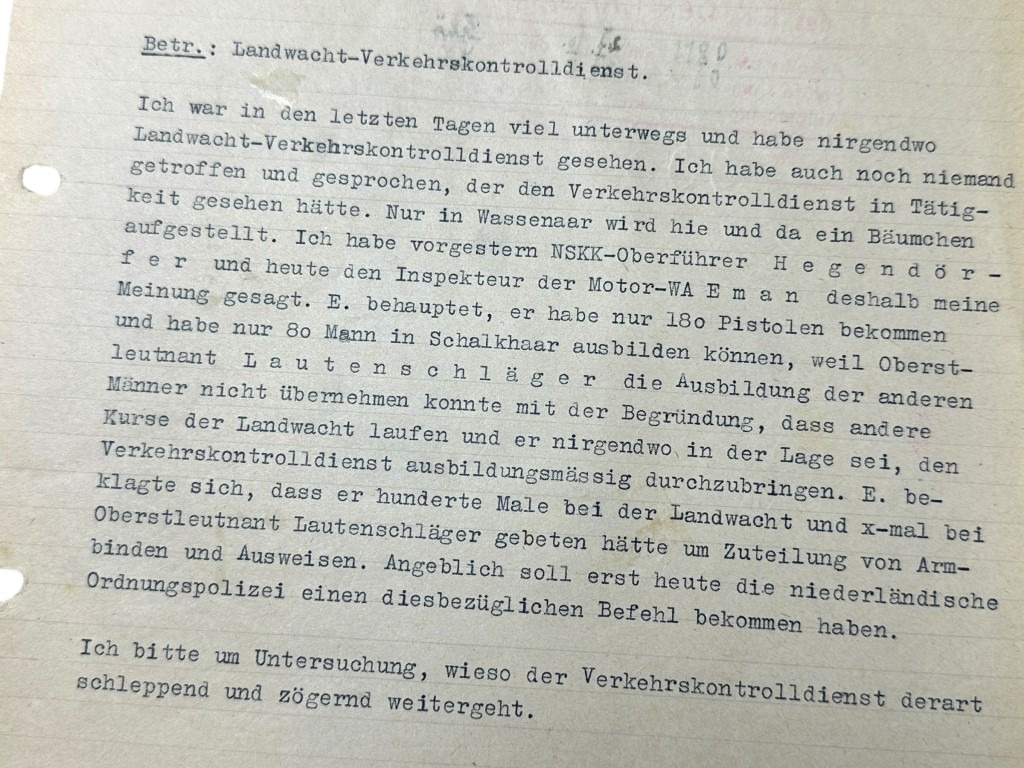 Betr.: Landwacht-Verkehrskontrolldienst.
Ich war in den letzten Tagen viel unterwegs und habe nirgendwo
Landwacht-Verkehrskontrolldienst gesehen. Ich habe auch noch niemand
getroffen und gesprochen, der den Verkehrskontrolldienst in Tätig-
keit gesehen hätte. Nur in Wassenaar wird hie und da ein Bäumchen
aufgestellt. Ich habe vorgestern NSKK-Oberführer H e g e n d ö r -
f e r und heute den Inspekteur der Motor-WA E m a n deshalb meine
Meinung gesagt. E. behauptet, er habe nur 180 Pistolen bekommen
und habe nur 80 Mann in Schalkhaar ausbilden können, weil Oberst-
leutnant L a u t e n s c h l ä g e r die Ausbildung der anderen
Männer nicht übernehmen konnte mit der Begründung, dass andere
Kurse der Landwacht laufen und er nirgendwo in der Lage sei, den
Verkehrskontrolldienst ausbildungsmässig durchzubringen. E. be-
klagte sich, dass er hunderte Male bei der Landwacht und x-mal bei
Oberstleutnant Lautenschläger gebeten hätte um Zuteilung von Arm-
binden und Ausweisen. Angeblich soll erst heute die niederländische
Ordnungspolizei einen diesbezüglichen Befehl bekommen haben.
Ich bitte um Untersuchung, wieso der Verkehrskontrolldienst derart
schleppend und zögernd weitergeht.